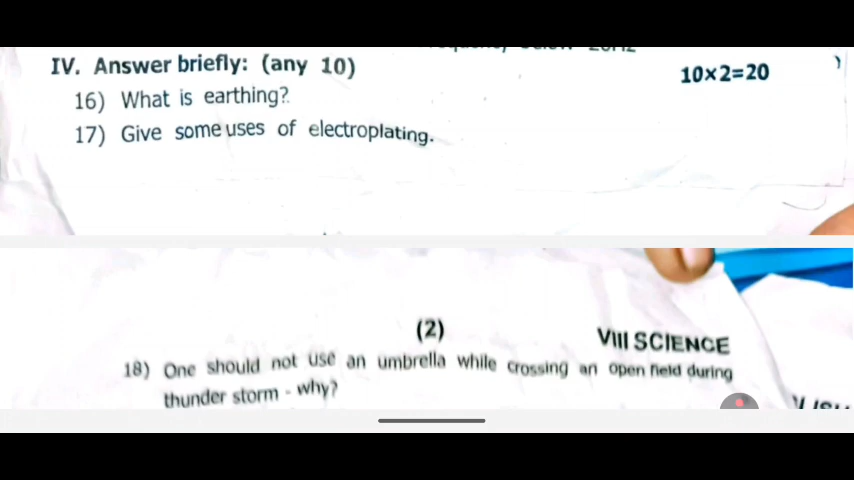 IV. Answer briefly: (any 10)
10×2=20
16) What is earthing?
17) Give some uses of electroplating.
(2)
VIII SCIENCE
18) One should not use an umbrella while crossing an open field during
thunder storm - why?